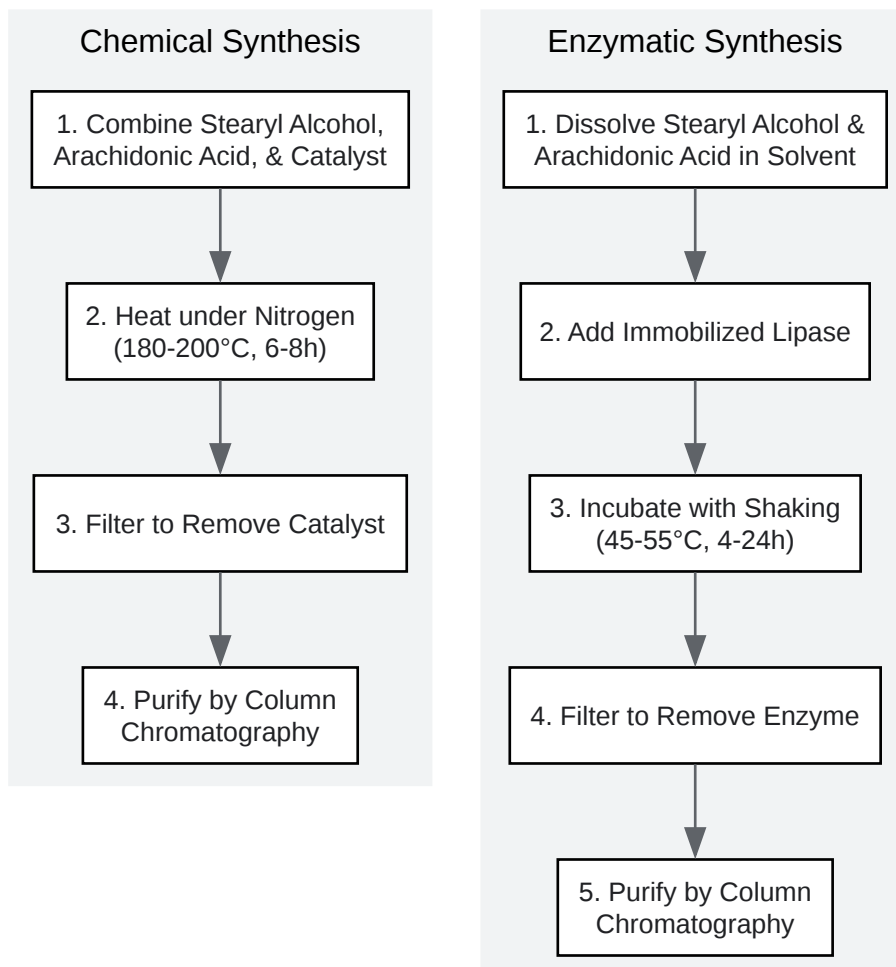 Chemical Synthesis
1. Combine Stearyl Alcohol,
Arachidonic Acid, & Catalyst
2. Heat under Nitrogen
(180-200°C, 6-8h)
3. Filter to Remove Catalyst
4. Purify by Column
Chromatography
Enzymatic Synthesis
1. Dissolve Stearyl Alcohol &
Arachidonic Acid in Solvent
2. Add Immobilized Lipase
3. Incubate with Shaking
(45-55°C, 4-24h)
4. Filter to Remove Enzyme
5. Purify by Column
Chromatography